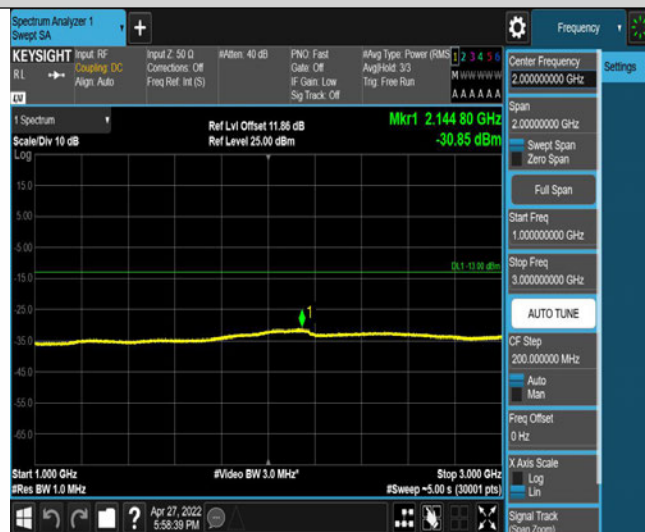 Spectrum Analyzer 1
Swept SA
+
Frequency
KEYSIGHT
RL
LXI
Input: RF
Coupling: DC
Align: Auto
Input Z: 50 Ω
Corrections: Off
Freq Ref: Int (S)
#Atten: 40 dB
PNO: Fast
Gate: Off
IF Gain: Low
Sig Track: Off
#Avg Type: Power (RMS
Avg|Hold: 3/3
Trig: Free Run
1 2 3 4 5 6
M W W W W W
A A A A A A
1 Spectrum
Scale/Div 10 dB
Log
Ref Lvl Offset 11.86 dB
Ref Level 25.00 dBm
Mkr1 2.144 80 GHz
-30.85 dBm
15.0
5.00
-5.00
-15.0
-25.0
-35.0
-45.0
-55.0
-65.0
DL1 -13.00 dBm
1
Start 1.000 GHz
#Res BW 1.0 MHz
#Video BW 3.0 MHz*
Stop 3.000 GHz
#Sweep ~5.00 s (30001 pts)
?
Apr 27, 2022
5:58:39 PM
Center Frequency
2.000000000 GHz
Span
2.00000000 GHz
Swept Span
Zero Span
Full Span
Start Freq
1.000000000 GHz
Stop Freq
3.000000000 GHz
AUTO TUNE
CF Step
200.000000 MHz
Auto
Man
Freq Offset
0 Hz
X Axis Scale
Log
Lin
Signal Track
(Span Zoom)
Settings